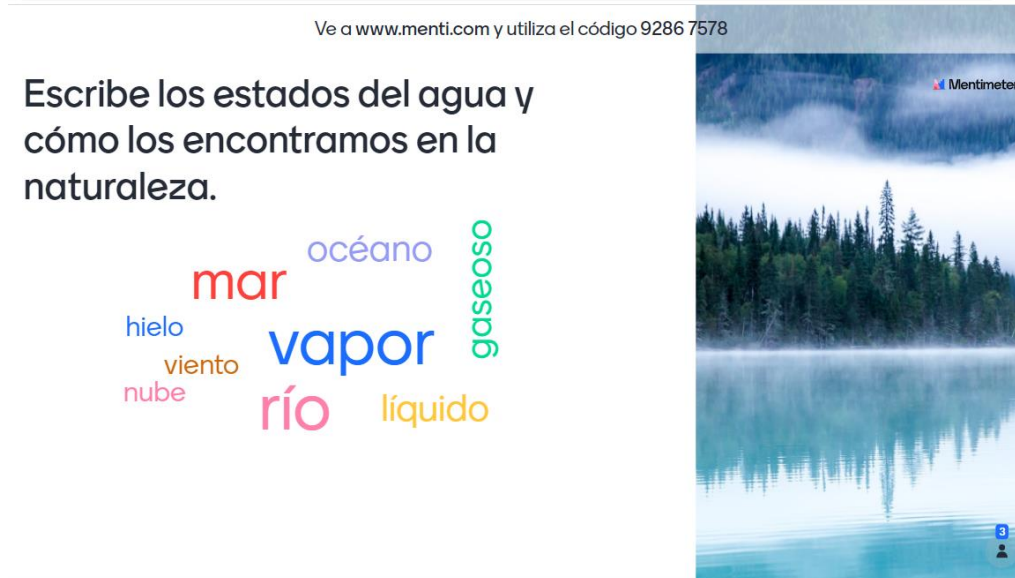 Ve a www.menti.com y utiliza el código 9286 7578
Mentimeter
Escribe los estados del agua y
cómo los encontramos en la
naturaleza.
océano
gaseoso
mar
hielo
vapor
viento
nube
río
líquido
3